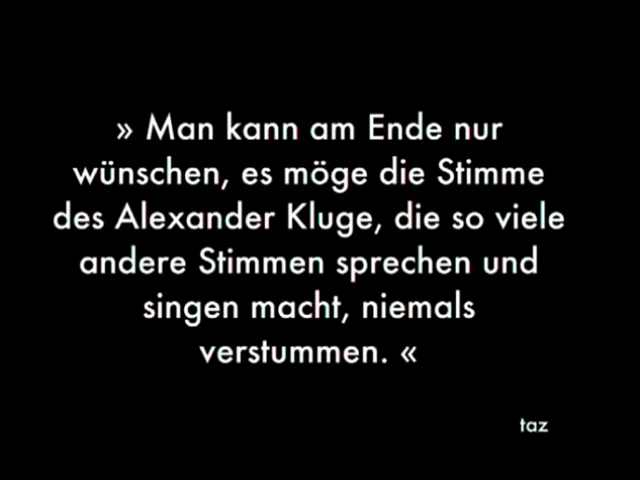 » Man kann am Ende nur
wünschen, es möge die Stimme
des Alexander Kluge, die so viele
andere Stimmen sprechen und
singen macht, niemals
verstummen. «
taz